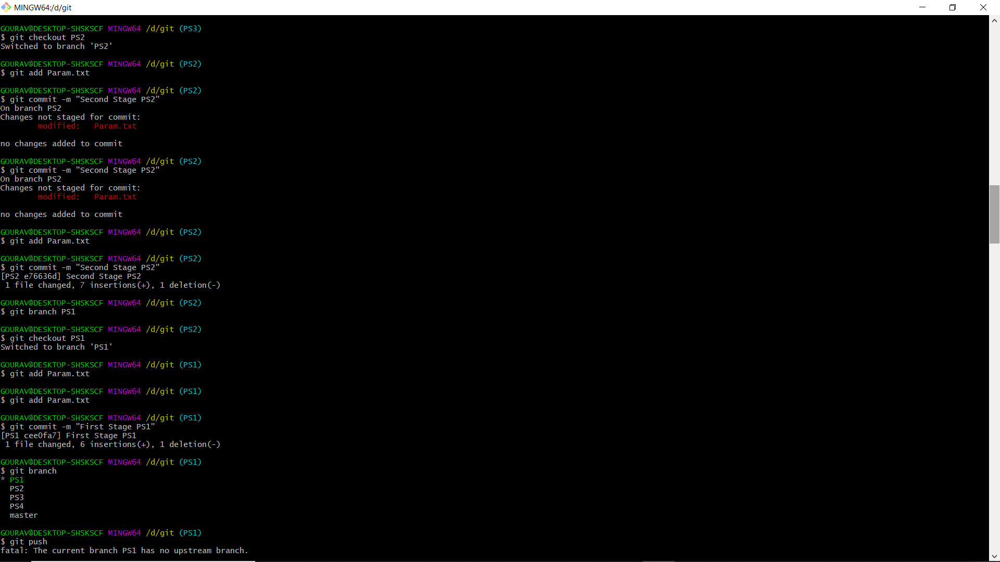 MINGW64:/d/git
GOURAV@DESKTOP-SHSKSCF MINGW64 /d/git (PS3)
$ git checkout PS2
Switched to branch 'PS2'
GOURAV@DESKTOP-SHSKSCF MINGW64 /d/git (PS2)
$ git add Param.txt
GOURAV@DESKTOP-SHSKSCF MINGW64 /d/git (PS2)
$ git commit -m "Second Stage PS2"
On branch PS2
Changes not staged for commit:
        modified:   Param.txt
no changes added to commit
GOURAV@DESKTOP-SHSKSCF MINGW64 /d/git (PS2)
$ git commit -m "Second Stage PS2"
On branch PS2
Changes not staged for commit:
        modified:   Param.txt
no changes added to commit
GOURAV@DESKTOP-SHSKSCF MINGW64 /d/git (PS2)
$ git add Param.txt
GOURAV@DESKTOP-SHSKSCF MINGW64 /d/git (PS2)
$ git commit -m "Second Stage PS2"
[PS2 e76636d] Second Stage PS2
 1 file changed, 7 insertions(+), 1 deletion(-)
GOURAV@DESKTOP-SHSKSCF MINGW64 /d/git (PS2)
$ git branch PS1
GOURAV@DESKTOP-SHSKSCF MINGW64 /d/git (PS2)
$ git checkout PS1
Switched to branch 'PS1'
GOURAV@DESKTOP-SHSKSCF MINGW64 /d/git (PS1)
$ git add Param.txt
GOURAV@DESKTOP-SHSKSCF MINGW64 /d/git (PS1)
$ git add Param.txt
GOURAV@DESKTOP-SHSKSCF MINGW64 /d/git (PS1)
$ git commit -m "First Stage PS1"
[PS1 cee0fa7] First Stage PS1
 1 file changed, 6 insertions(+), 1 deletion(-)
GOURAV@DESKTOP-SHSKSCF MINGW64 /d/git (PS1)
$ git branch
* PS1
  PS2
  PS3
  PS4
  master
GOURAV@DESKTOP-SHSKSCF MINGW64 /d/git (PS1)
$ git push
fatal: The current branch PS1 has no upstream branch.